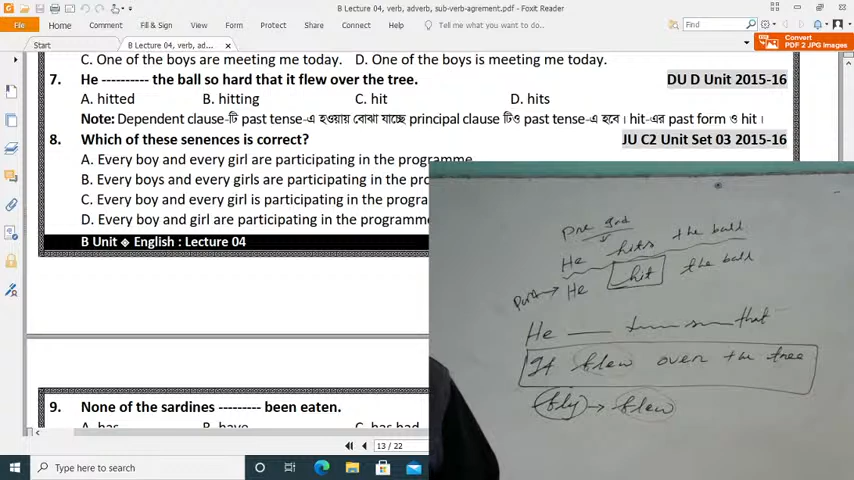 B Lecture 04, verb, adverb, sub-verb-agrement.pdf - Foxit Reader
File
Home
Comment
Fill & Sign
View
Form
Protect
Share
Help
Tell me what you want to do...
Find
Start
B Lecture 04, verb, ad...
Convert
PDF 2 JPG Images
C. One of the boys are meeting me today. D. One of the boys is meeting me today.
7. He ---------- the ball so hard that it flew over the tree. DU D Unit 2015-16
A. hitted B. hitting C. hit D. hits
Note: Dependent clause-টি past tense-এ হওয়ায় বোঝা যাচ্ছে principal clause টিও past tense-এ হবে। hit-এর past form ও hit।
8. Which of these senences is correct? JU C2 Unit Set 03 2015-16
A. Every boy and every girl are participating in the programme
B. Every boys and every girls are participating in the pro
C. Every boy and every girl is participating in the progra
D. Every boy and girl are participating in the programme
B Unit ❖ English : Lecture 04
9. None of the sardines --------- been eaten.
A. has B. have
He hits the ball
He hit the ball
He that
It flew over the tree
fly → flew
13 / 22
Type here to search